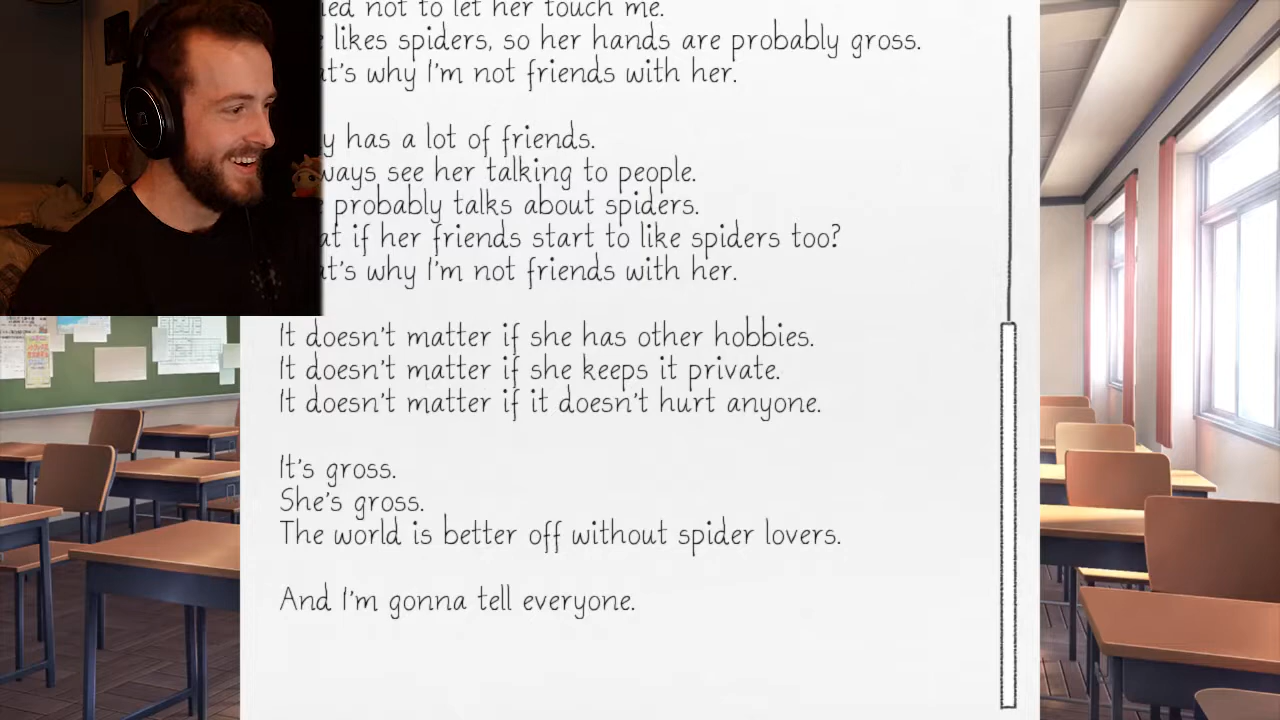 not to let her touch me.
likes spiders, so her hands are probably gross.
why I'm not friends with her.
has a lot of friends.
see her talking to people.
probably talks about spiders.
if her friends start to like spiders too?
why I'm not friends with her.
It doesn't matter if she has other hobbies.
It doesn't matter if she keeps it private.
It doesn't matter if it doesn't hurt anyone.
It's gross.
She's gross.
The world is better off without spider lovers.
And I'm gonna tell everyone.